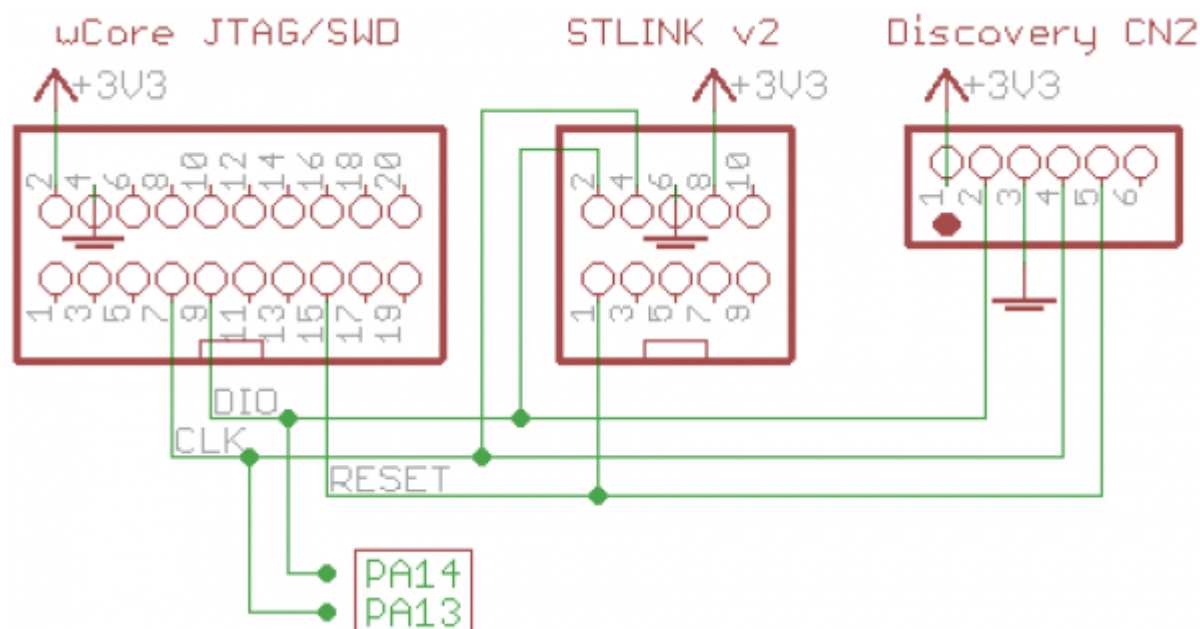 wCore JTAG/SWD
STLINK v2
Discovery CN2
+3V3
+3V3
+3V3
2 4 6 8 10 12 14 16 18 20
2 4 6 8 10
1 2 3 4 5 6
1 3 5 7 9 11 13 15 17 19
1 3 5 7 9
DIO
CLK
RESET
PA14
PA13